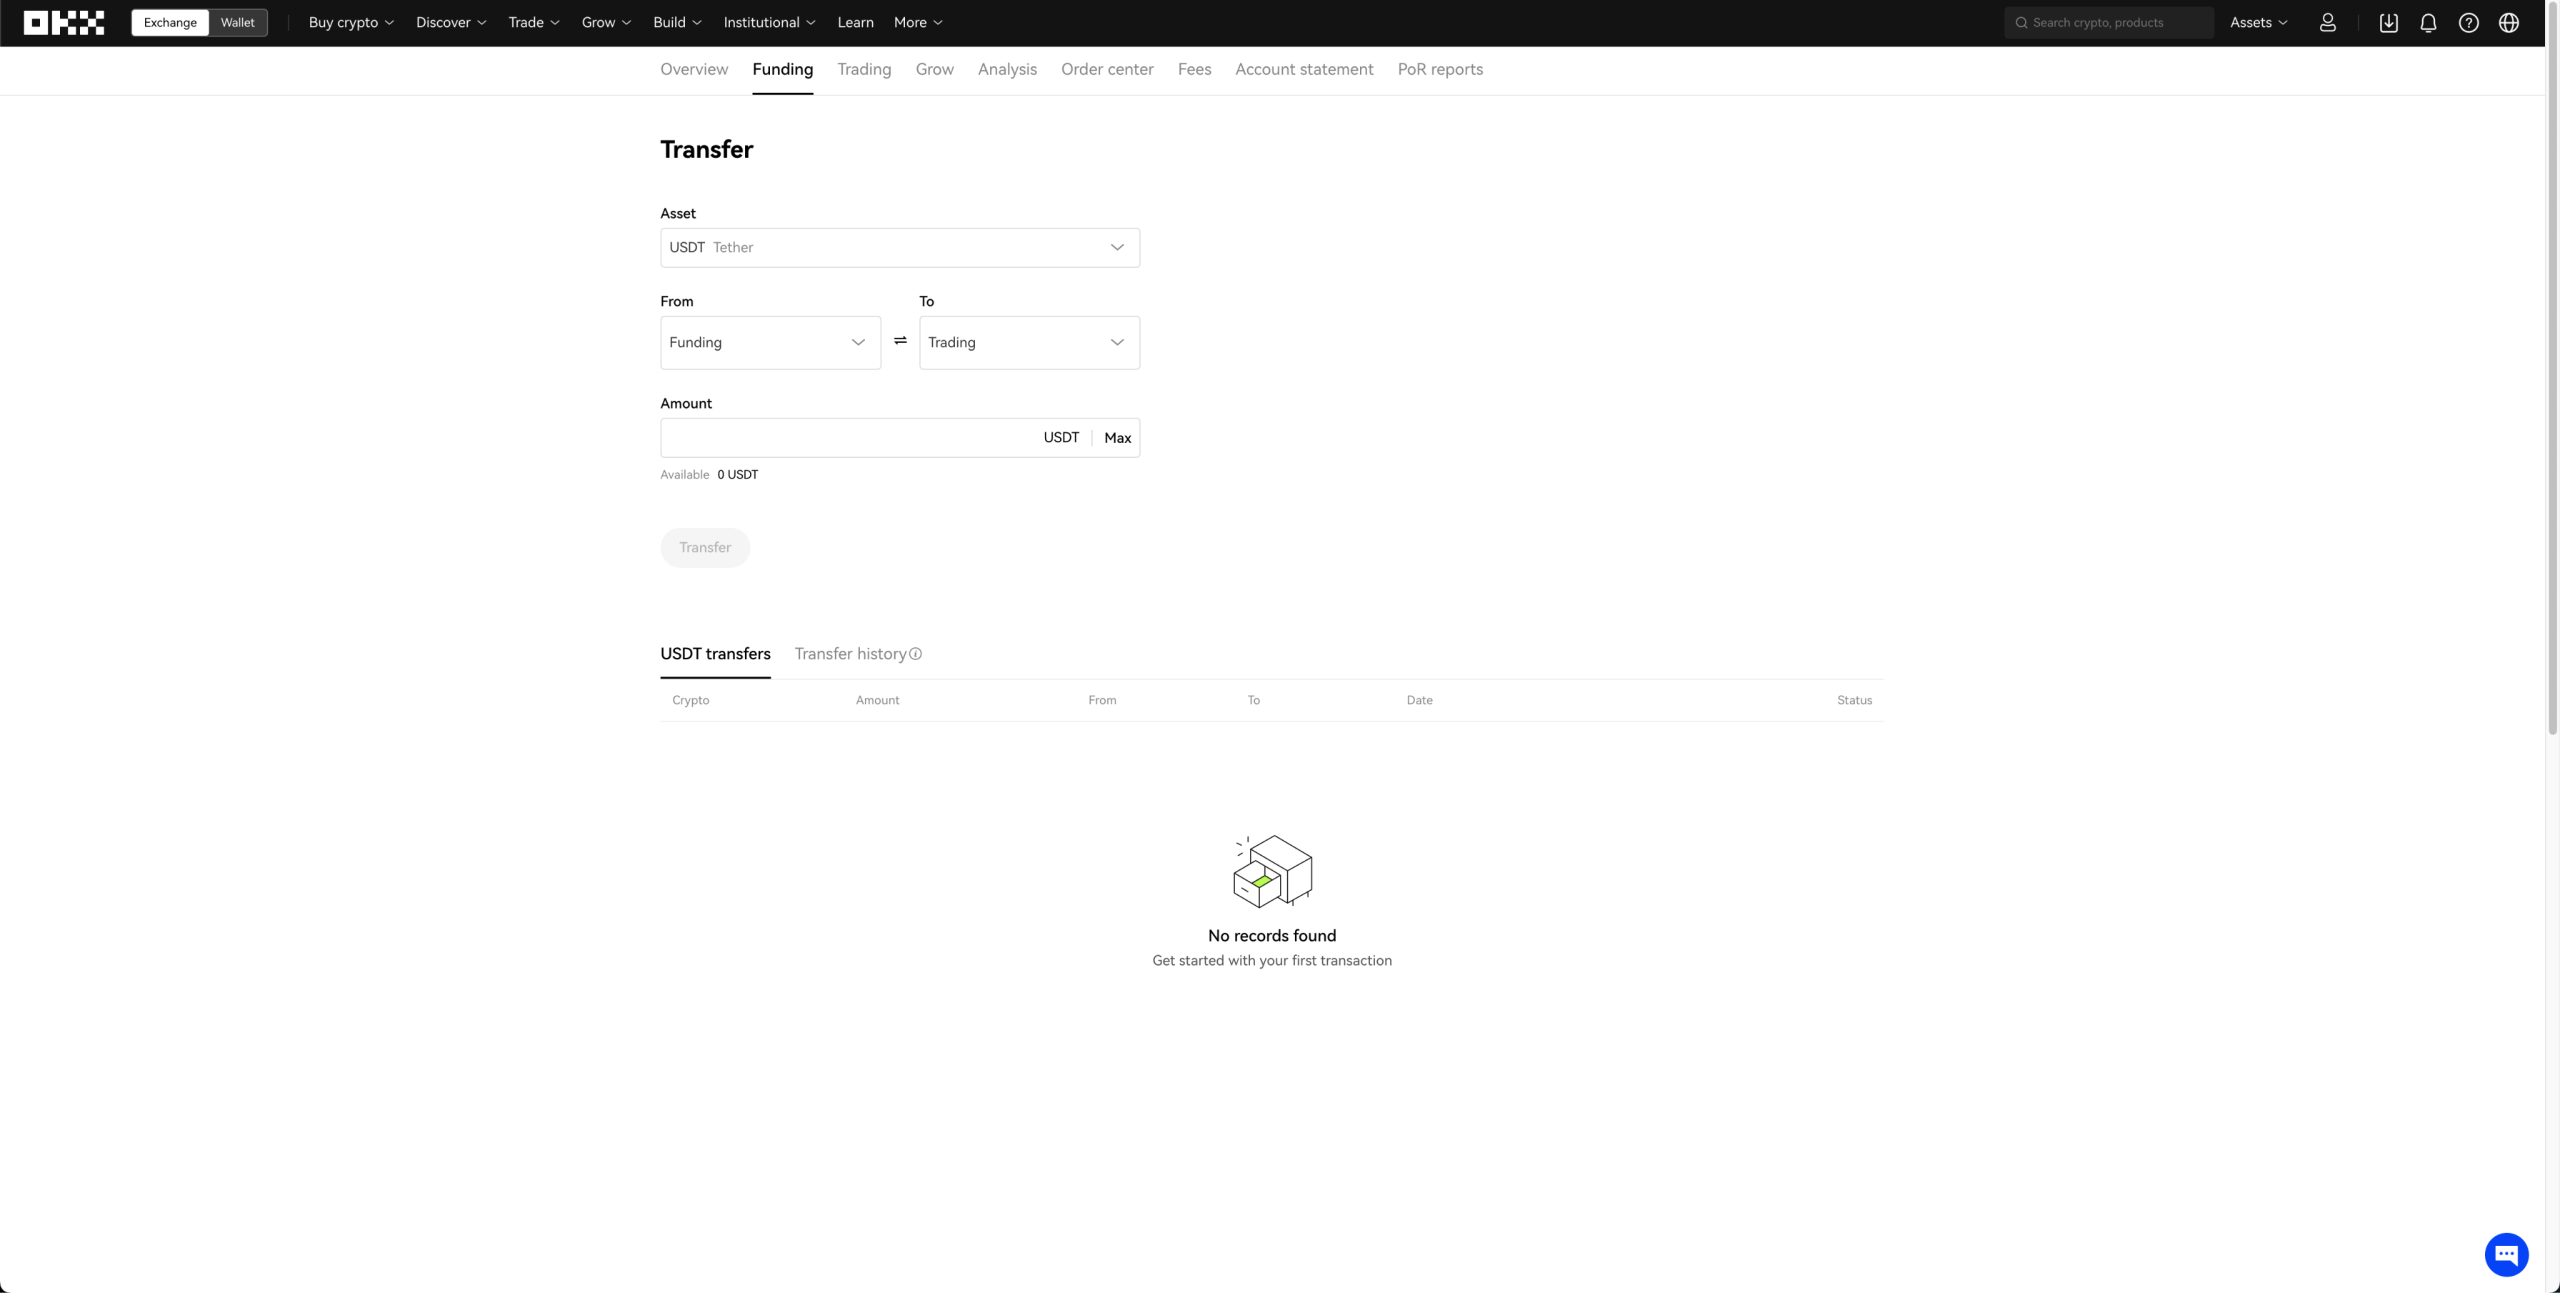 OKX Exchange Wallet Buy crypto Discover Trade Grow Build Institutional Learn More Search crypto, products Assets
Overview Funding Trading Grow Analysis Order center Fees Account statement PoR reports
Transfer
Asset
USDT Tether
From To
Funding Trading
Amount
USDT Max
Available 0 USDT
Transfer
USDT transfers Transfer history
Crypto Amount From To Date Status
No records found
Get started with your first transaction